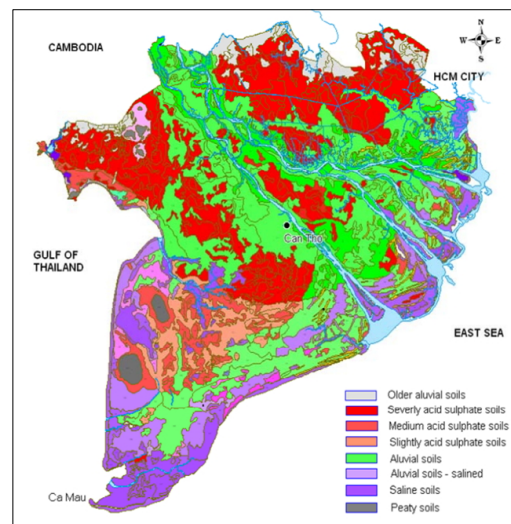 N
W E
S
CAMBODIA
HCM CITY
Can Tho
GULF OF
THAILAND
EAST SEA
Older aluvial soils
Severly acid sulphate soils
Medium acid sulphate soils
Slightly acid sulphate soils
Aluvial soils
Aluvial soils - salined
Saline soils
Peaty soils
Ca Mau